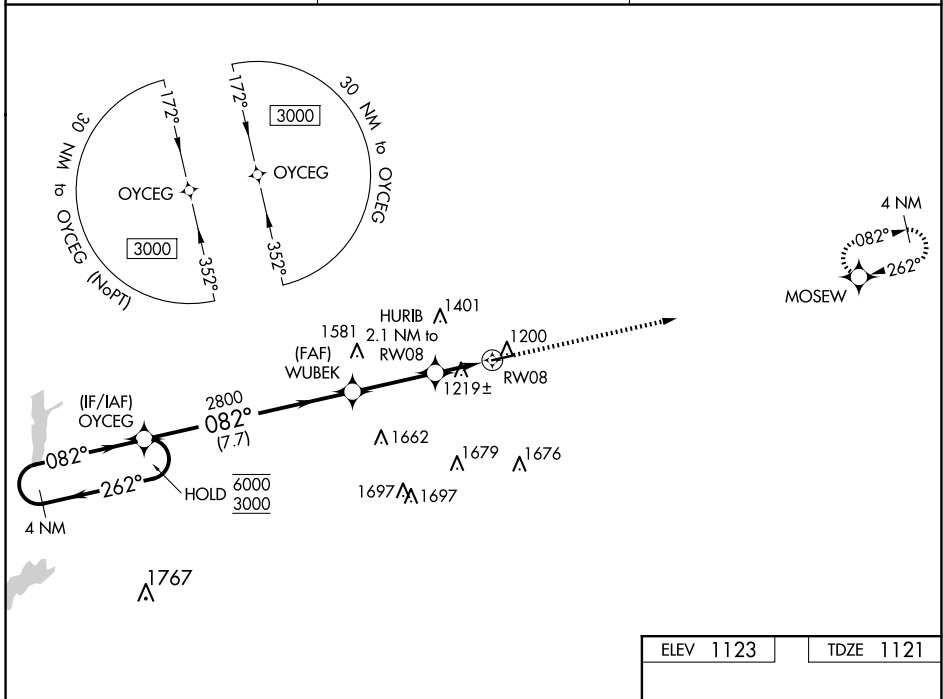 172°
OYCEG
3000
352°
30 NM to OYCEG (NoPT)
172°
3000
OYCEG
352°
30 NM to OYCEG
4 NM
082°
262°
MOSEW
HURIB
2.1 NM to
RW08
1401
1581
(FAF)
WUBEK
1200
RW08
1219±
(IF/IAF)
OYCEG
2800
082°
(7.7)
082°
262°
4 NM
HOLD
6000
3000
1662
1679
1676
1697
1697
1767
ELEV 1123
TDZE 1121